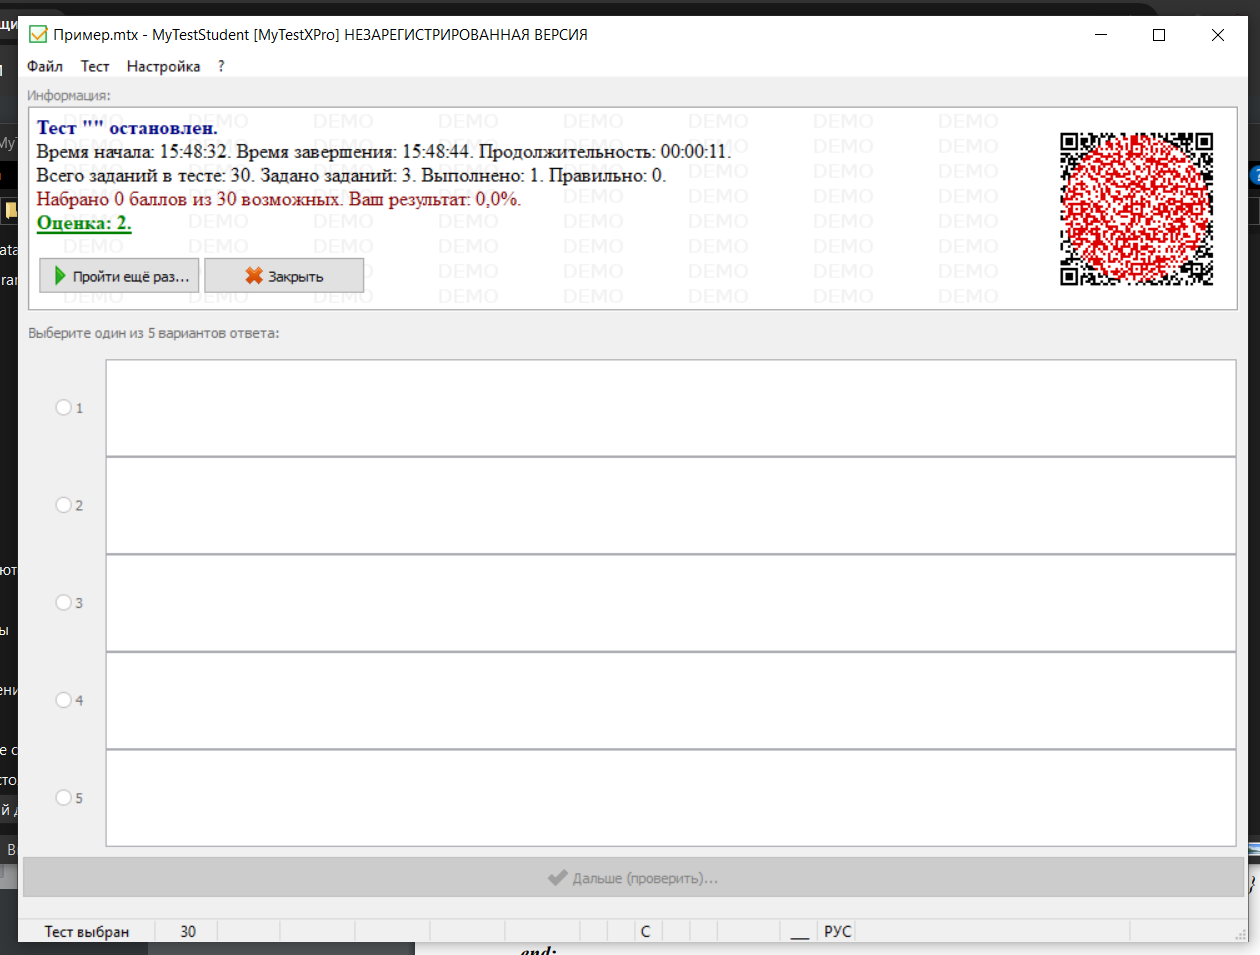 Пример.mtx - MyTestStudent [MyTestXPro] НЕЗАРЕГИСТРИРОВАННАЯ ВЕРСИЯ
Файл Тест Настройка ?
Информация:
Тест "" остановлен.
Время начала: 15:48:32. Время завершения: 15:48:44. Продолжительность: 00:00:11.
Всего заданий в тесте: 30. Задано заданий: 3. Выполнено: 1. Правильно: 0.
Набрано 0 баллов из 30 возможных. Ваш результат: 0,0%.
Оценка: 2.
Пройти ещё раз... Закрыть
DEMO DEMO DEMO DEMO DEMO DEMO DEMO DEMO
Выберите один из 5 вариантов ответа:
1
2
3
4
5
Дальше (проверить)...
Тест выбран 30 С __ РУС
end;